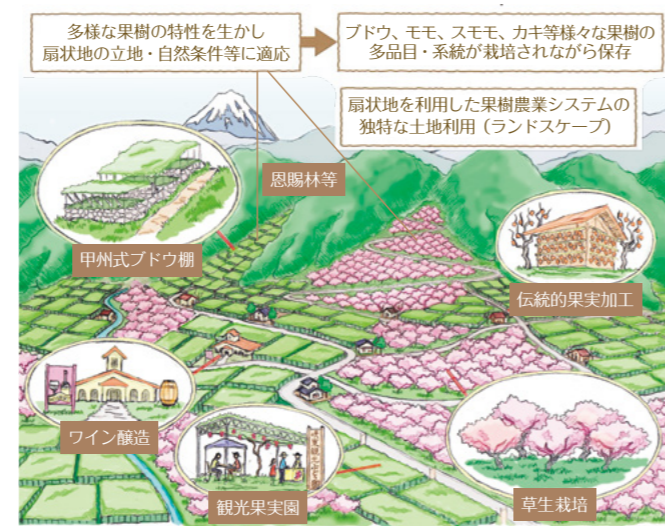 多様な果樹の特性を生かし
扇状地の立地・自然条件等に適応
ブドウ、モモ、スモモ、カキ等様々な果樹の
多品目・系統が栽培されながら保存
扇状地を利用した果樹農業システムの
独特な土地利用（ランドスケープ）
恩賜林等
甲州式ブドウ棚
伝統的果実加工
ワイン醸造
観光果実園
草生栽培